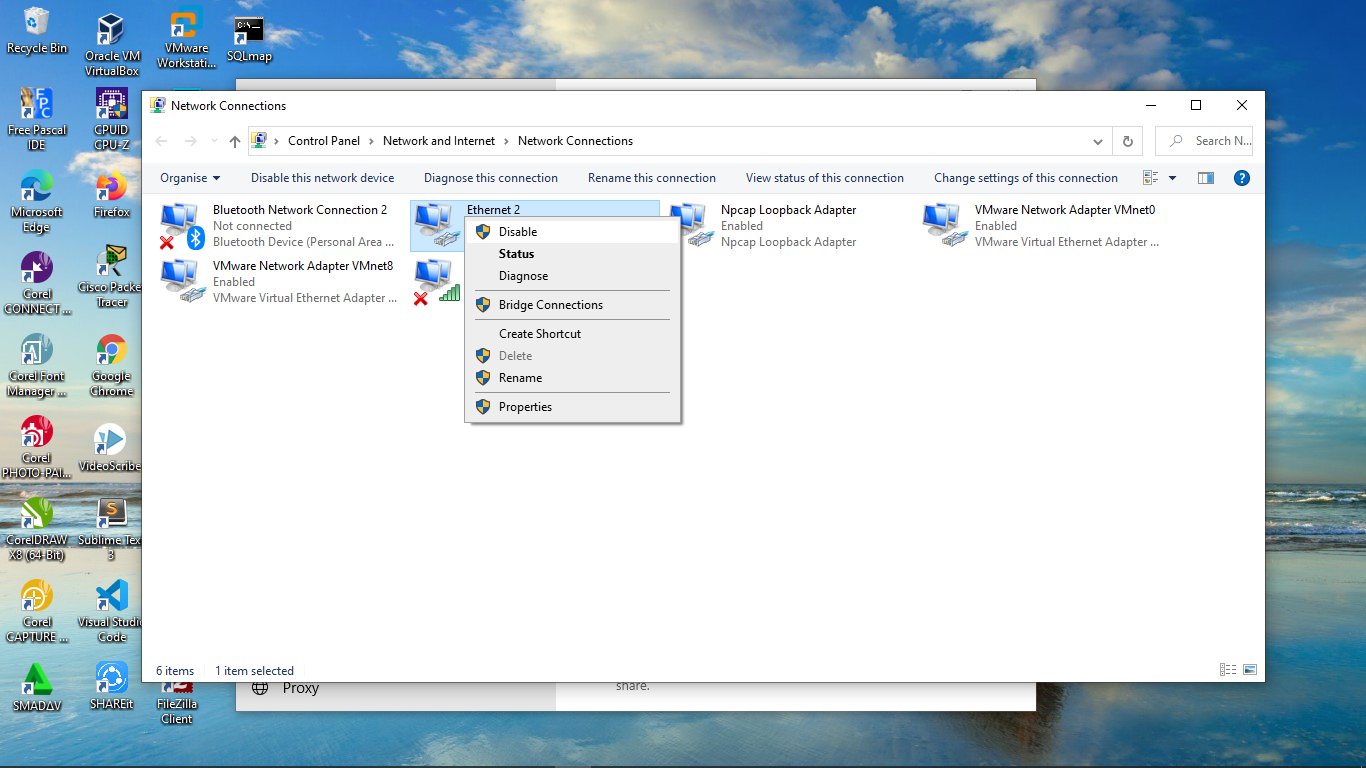 Recycle Bin
Oracle VM
VirtualBox
VMware
Workstati...
C:\
SQLmap
Free Pascal
IDE
CPUID
CPU-Z
Microsoft
Edge
Firefox
Corel
CONNECT ...
Cisco Packe
Tracer
Corel Font
Manager ...
Google
Chrome
Corel
PHOTO-PAI...
VideoScribe
CorelDRAW
X8 (64-Bit)
Sublime Tex
3
Corel
CAPTURE ...
Visual Studio
Code
SMADΔV
SHAREit
FileZilla
Client
Network Connections
Control Panel
Network and Internet
Network Connections
Search N...
Organise
Disable this network device
Diagnose this connection
Rename this connection
View status of this connection
Change settings of this connection
Bluetooth Network Connection 2
Not connected
Bluetooth Device (Personal Area ...
Ethernet 2
Npcap Loopback Adapter
Enabled
Npcap Loopback Adapter
VMware Network Adapter VMnet0
Enabled
VMware Virtual Ethernet Adapter ...
VMware Network Adapter VMnet8
Enabled
VMware Virtual Ethernet Adapter ...
Disable
Status
Diagnose
Bridge Connections
Create Shortcut
Delete
Rename
Properties
6 items
1 item selected
Proxy
share.